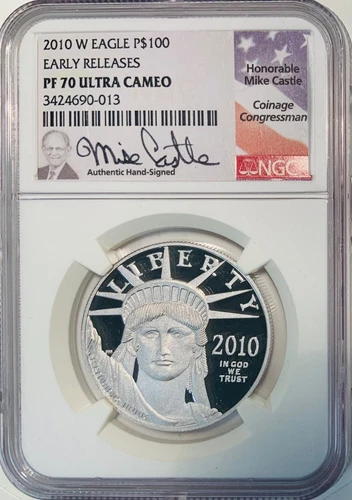 2010 W EAGLE P$100
EARLY RELEASES
PF 70 ULTRA CAMEO
3424690-013
Mike Castle
Authentic Hand-Signed
Honorable
Mike Castle
Coinage
Congressman
NGC
LIBERTY
2010
IN GOD
WE
TRUST